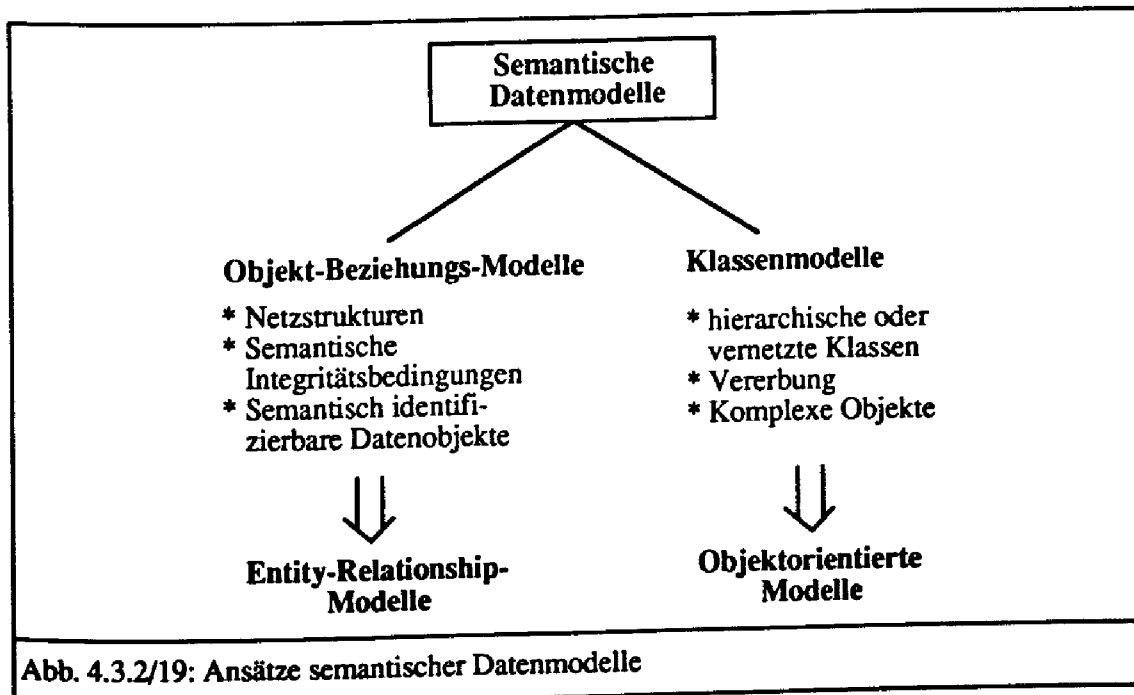 Semantische
Datenmodelle
Objekt-Beziehungs-Modelle
* Netzstrukturen
* Semantische
Integritätsbedingungen
* Semantisch identifi-
zierbare Datenobjekte
Entity-Relationship-
Modelle
Klassenmodelle
* hierarchische oder
vernetzte Klassen
* Vererbung
* Komplexe Objekte
Objektorientierte
Modelle
Abb. 4.3.2/19: Ansätze semantischer Datenmodelle